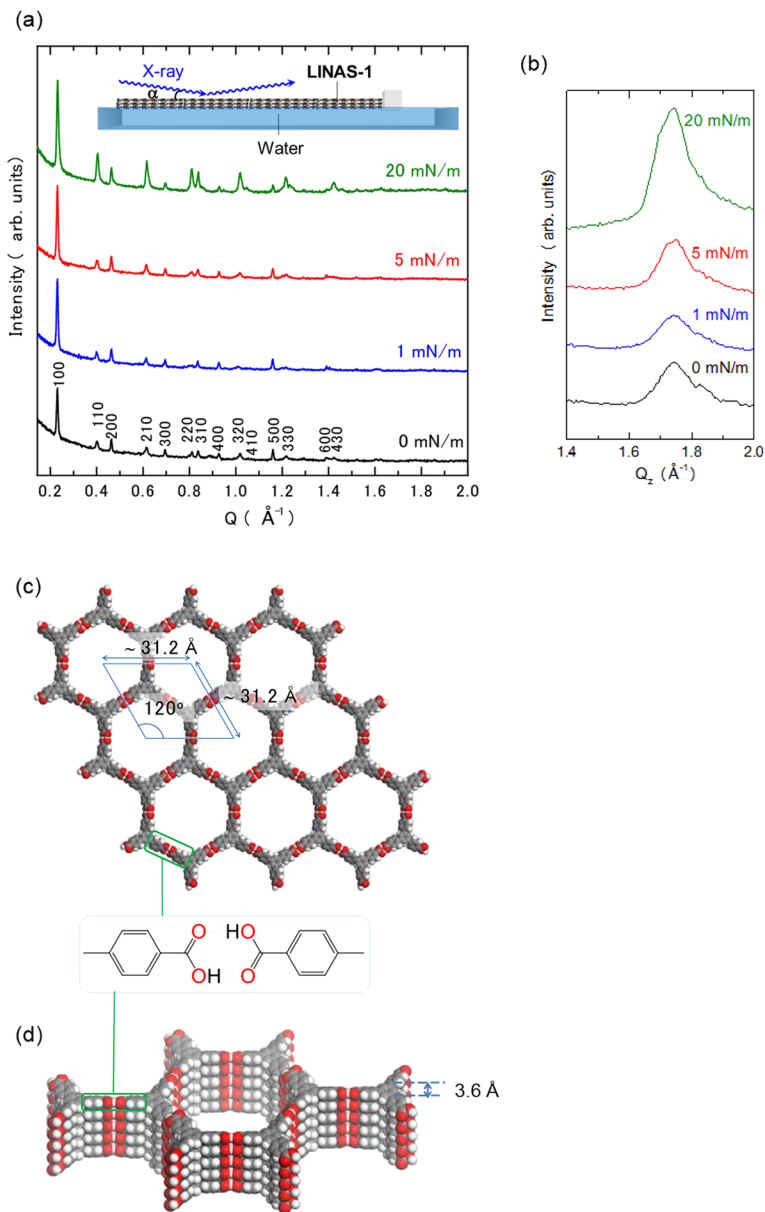 (a)
X-ray
LINAS-1
α
Water
20 mN/m
5 mN/m
1 mN/m
0 mN/m
100
110
200
210
300
220
310
400
320
410
500
330
600
430
Intensity ( arb. units)
0.2 0.4 0.6 0.8 1.0 1.2 1.4 1.6 1.8 2.0
Q ( Å-1)
(b)
20 mN/m
5 mN/m
1 mN/m
0 mN/m
Intensity ( arb. units)
1.4 1.6 1.8 2.0
Qz (Å-1)
(c)
~ 31.2 Å
~ 31.2 Å
120º
O HO
OH O
(d)
3.6 Å